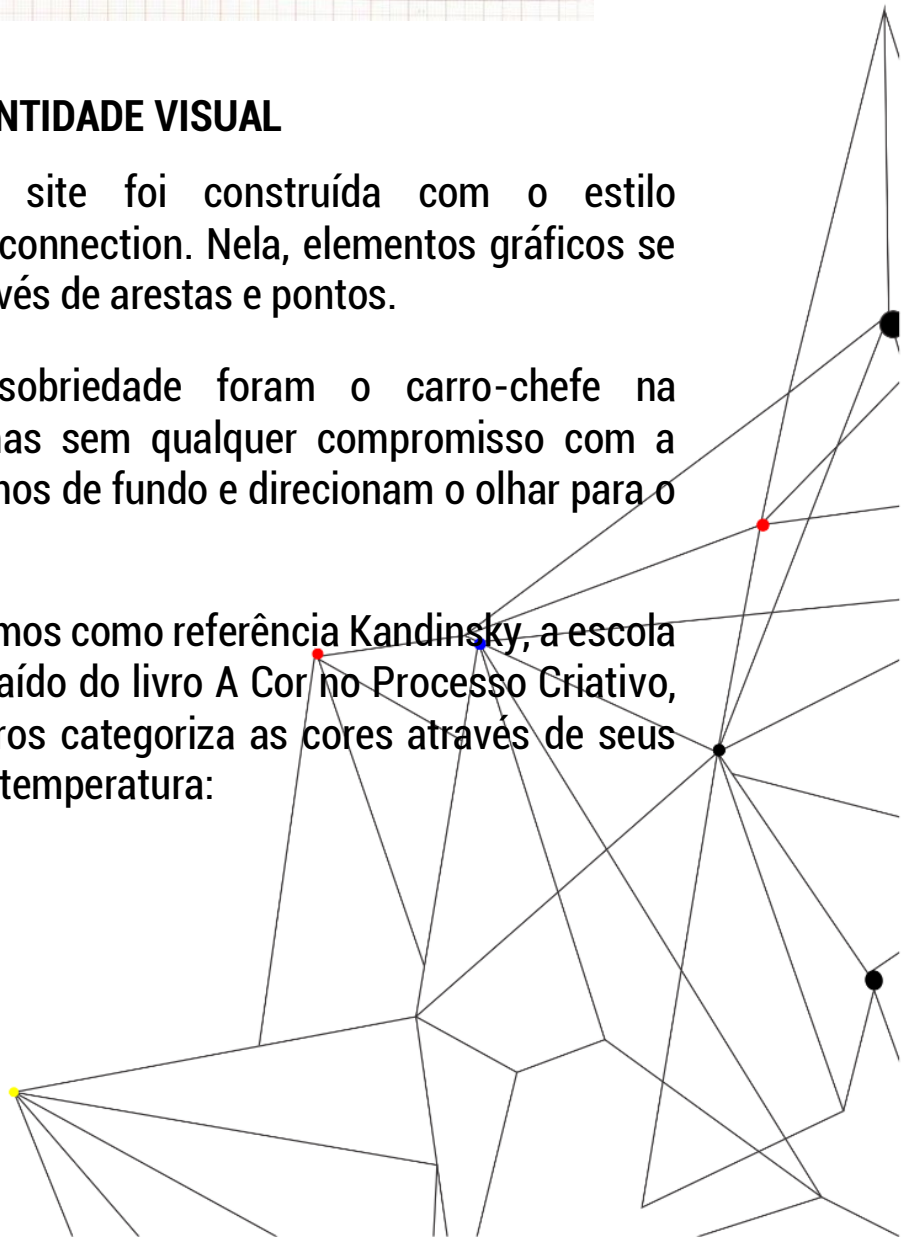 NTIDADE VISUAL
site foi construída com o estilo
connection. Nela, elementos gráficos se
vés de arestas e pontos.
sobriedade foram o carro-chefe na
nas sem qualquer compromisso com a
nos de fundo e direcionam o olhar para o
mos como referência Kandinsky, a escola
aído do livro A Cor no Processo Criativo,
ros categoriza as cores através de seus
temperatura: